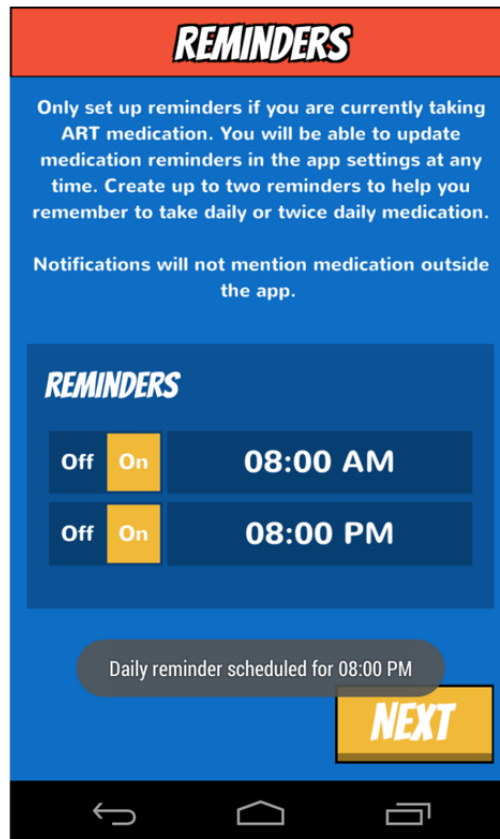 REMINDERS
Only set up reminders if you are currently taking
ART medication. You will be able to update
medication reminders in the app settings at any
time. Create up to two reminders to help you
remember to take daily or twice daily medication.
Notifications will not mention medication outside
the app.
REMINDERS
Off On 08:00 AM
Off On 08:00 PM
Daily reminder scheduled for 08:00 PM
NEXT